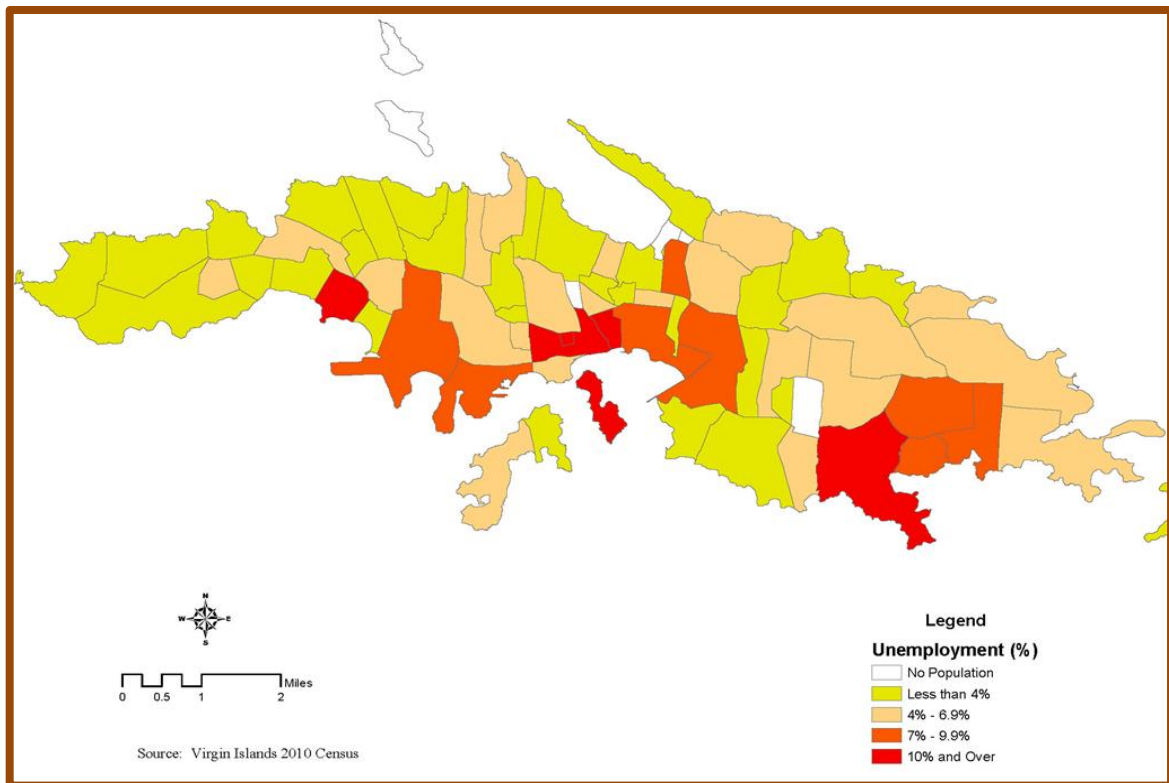 N
W E
S
Miles
0 0.5 1 2
Source: Virgin Islands 2010 Census
Legend
Unemployment (%)
No Population
Less than 4%
4% - 6.9%
7% - 9.9%
10% and Over